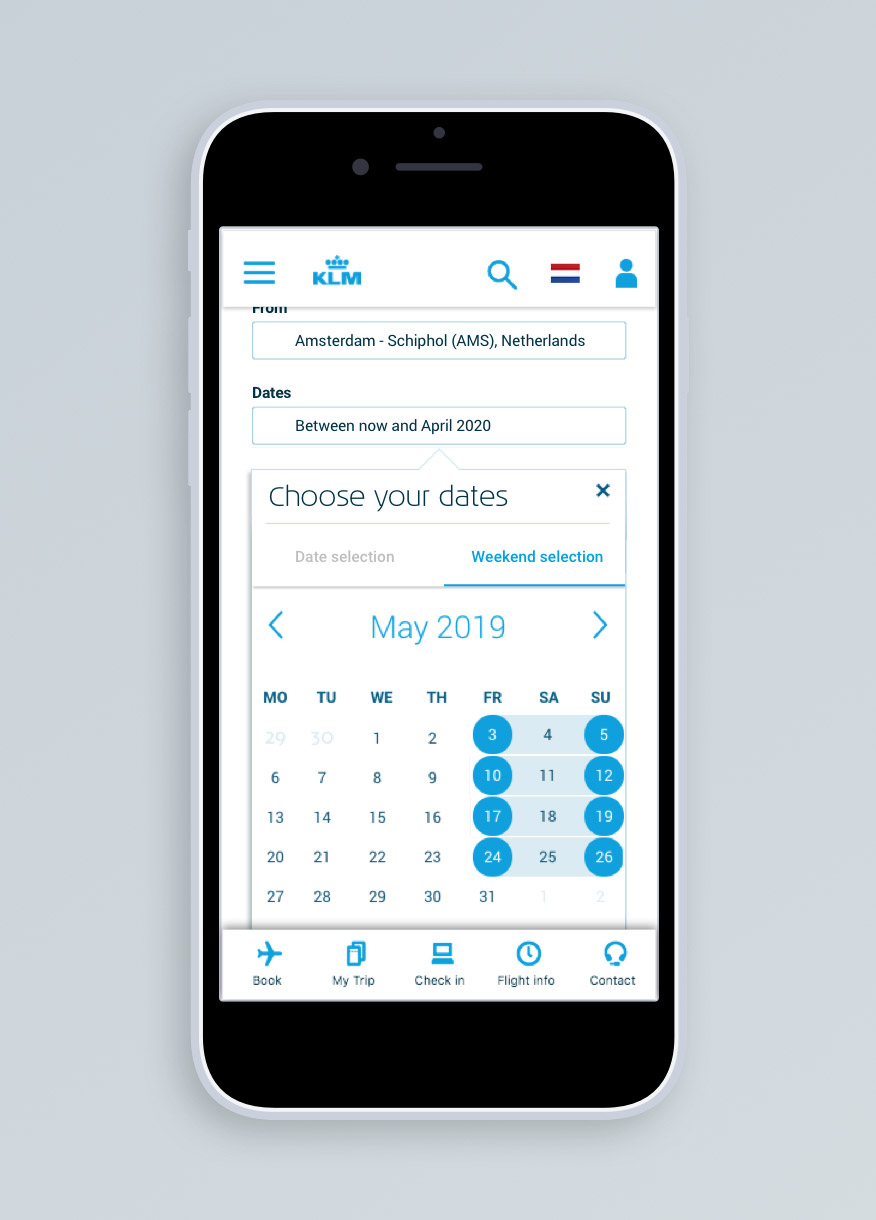 KLM
From
Amsterdam - Schiphol (AMS), Netherlands
Dates
Between now and April 2020
Choose your dates
Date selection Weekend selection
May 2019
MO TU WE TH FR SA SU
29 30 1 2 3 4 5
6 7 8 9 10 11 12
13 14 15 16 17 18 19
20 21 22 23 24 25 26
27 28 29 30 31 1 2
Book My Trip Check in Flight info Contact